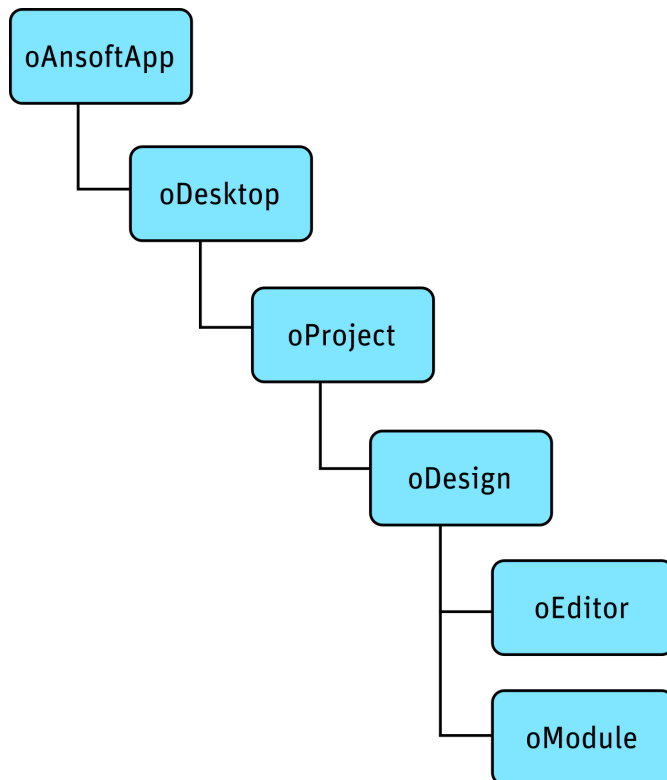 oAnsoftApp
oDesktop
oProject
oDesign
oEditor
oModule